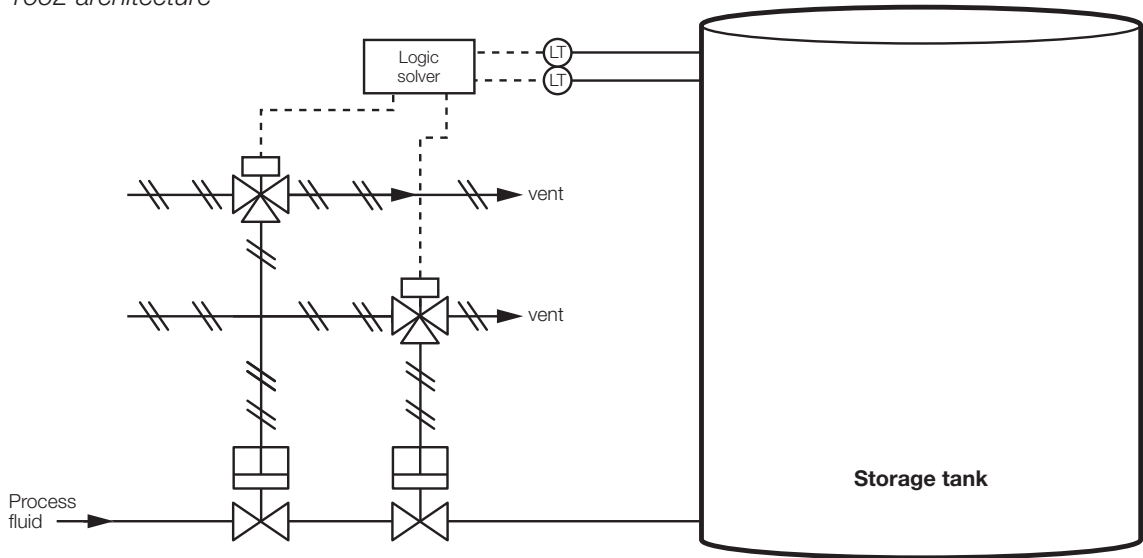 1oo2 architecture
Logic
solver
LT
LT
vent
vent
Storage tank
Process
fluid